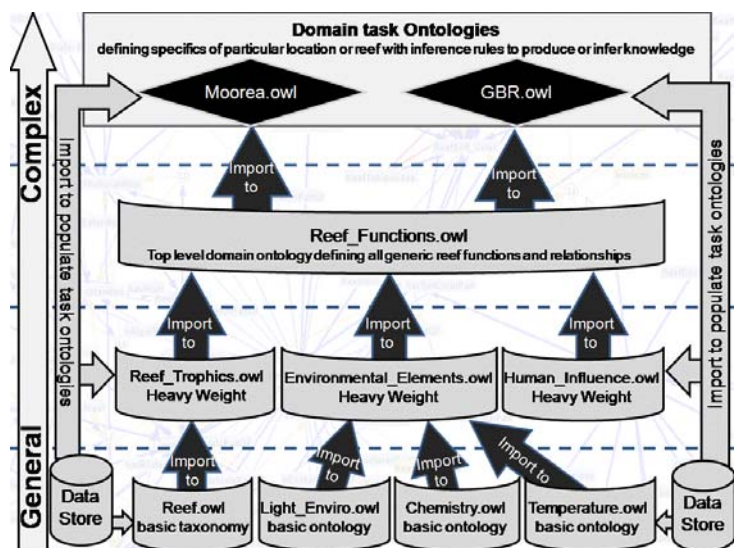 Domain task Ontologies
defining specifics of particular location or reef with inference rules to produce or infer knowledge
Moorea.owl
GBR.owl
Complex
General
Import to populate task ontologies
Import to populate task ontologies
Import
to
Import
to
Reef_Functions.owl
Top level domain ontology defining all generic reef functions and relationships
Import
to
Import
to
Import
to
Reef_Trophics.owl
Heavy Weight
Environmental_Elements.owl
Heavy Weight
Human_Influence.owl
Heavy Weight
Import
to
Import
to
Import
to
Import to
Data
Store
Reef.owl
basic taxonomy
Light_Enviro.owl
basic ontology
Chemistry.owl
basic ontology
Temperature.owl
basic ontology
Data
Store